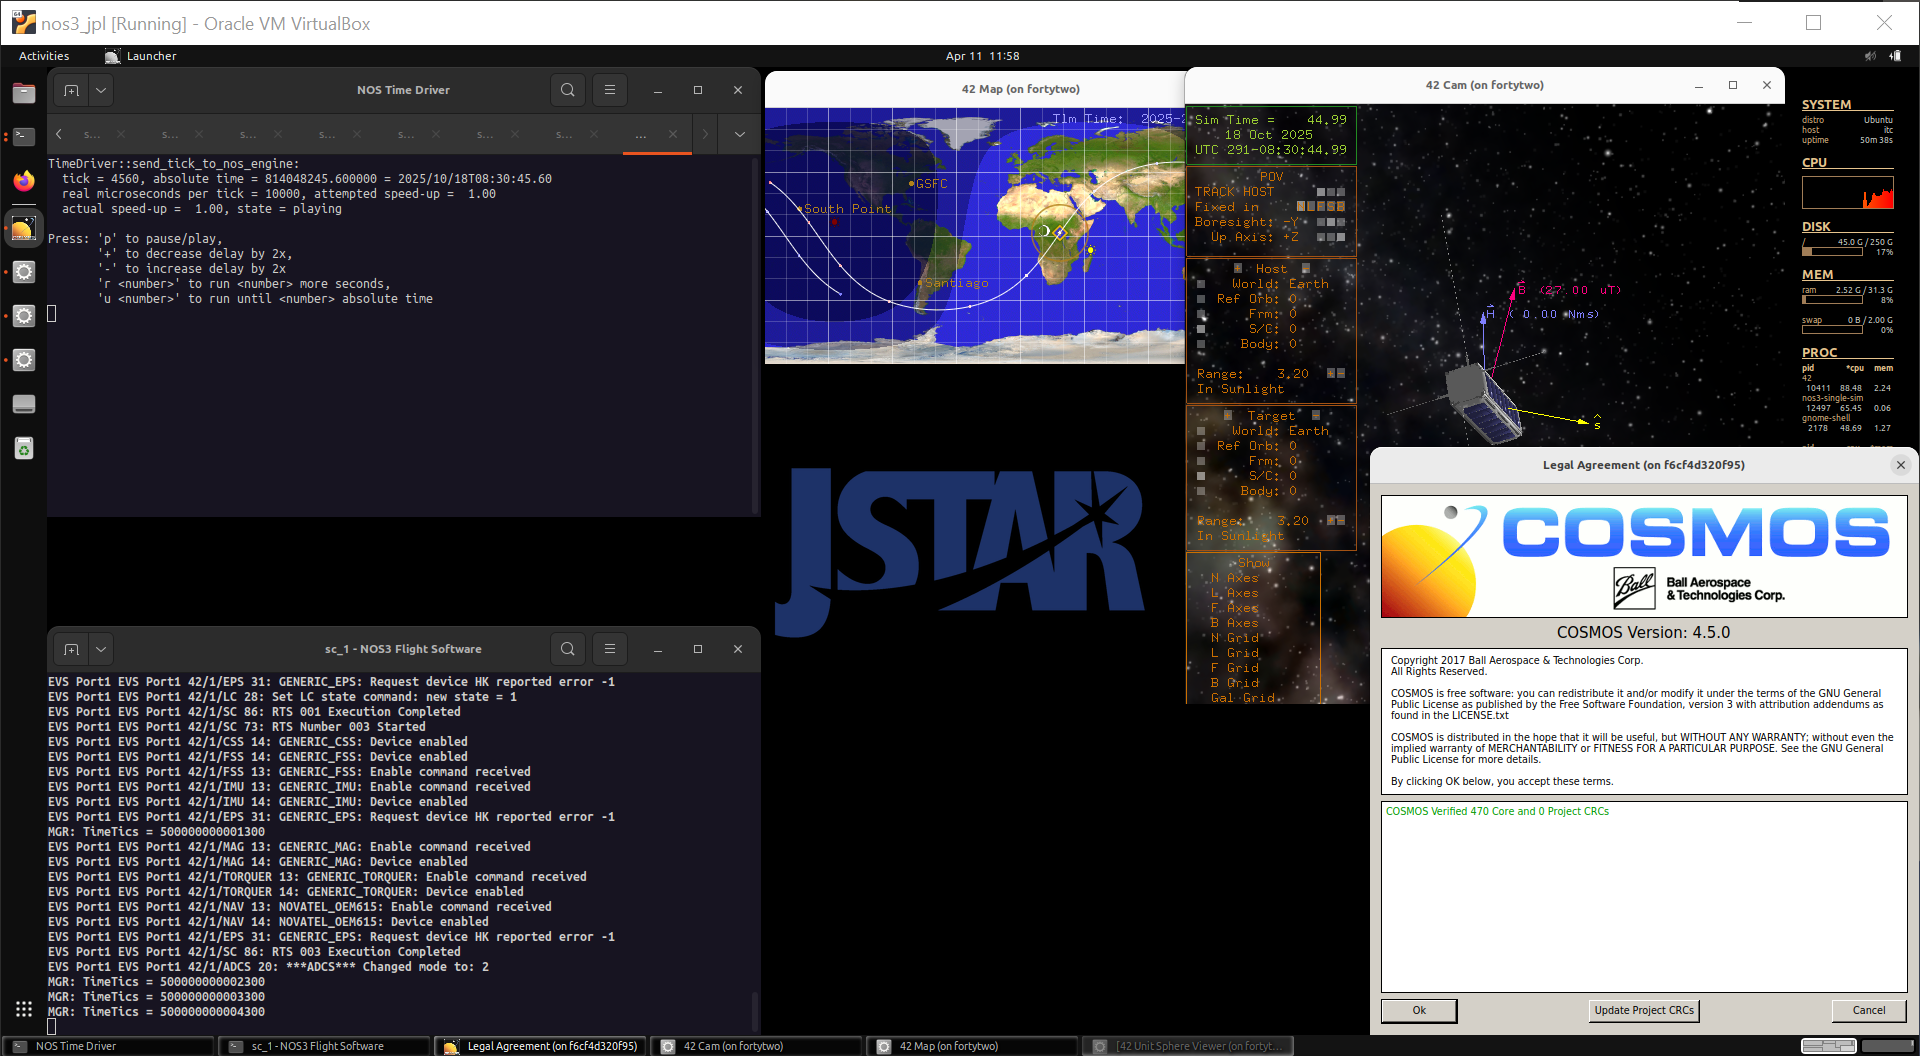 nos3_jpl [Running] - Oracle VM VirtualBox
Activities
Launcher
Apr 11 11:58
NOS Time Driver
s... s... s... s... s... s... s... ...
TimeDriver::send_tick_to_nos_engine:
tick = 4560, absolute time = 814048245.600000 = 2025/10/18T08:30:45.60
real microseconds per tick = 10000, attempted speed-up = 1.00
actual speed-up = 1.00, state = playing
Press: 'p' to pause/play,
'+' to decrease delay by 2x,
'-' to increase delay by 2x
'r <number>' to run <number> more seconds,
'u <number>' to run until <number> absolute time
42 Map (on fortytwo)
Tlm Time: 2025-
GSFC
South Point
Santiago
42 Cam (on fortytwo)
Sim Time = 44.99
18 Oct 2025
UTC 291-08:30:44.99
POV
TRACK HOST
Fixed in L F S B
Boresight: -Y
Up Axis: +Z
Host
World: Earth
Ref Orb: 0
Frm: 0
S/C: 0
Body: 0
Range: 3.20
In Sunlight
Target
World: Earth
Ref Orb: 0
Frm: 0
S/C: 0
Body: 0
Range: 3.20
In Sunlight
Show
N Axes
L Axes
F Axes
B Axes
N Grid
L Grid
F Grid
B Grid
Gal Grid
B (27.00 uT)
H ( 0.00 Nms)
s
SYSTEM
distro Ubuntu
host itc
uptime 50m 38s
CPU
DISK
/ 45.0 G / 250 G
17%
MEM
ram 2.52 G / 31.3 G
8%
swap 0 B / 2.00 G
0%
PROC
pid *cpu mem
42
10411 88.48 2.24
nos3-single-sim
12497 65.45 0.06
gnome-shell
2178 48.69 1.27
JSTAR
sc_1 - NOS3 Flight Software
EVS Port1 EVS Port1 42/1/EPS 31: GENERIC_EPS: Request device HK reported error -1
EVS Port1 EVS Port1 42/1/LC 28: Set LC state command: new state = 1
EVS Port1 EVS Port1 42/1/SC 86: RTS 001 Execution Completed
EVS Port1 EVS Port1 42/1/SC 73: RTS Number 003 Started
EVS Port1 EVS Port1 42/1/CSS 14: GENERIC_CSS: Device enabled
EVS Port1 EVS Port1 42/1/FSS 14: GENERIC_FSS: Device enabled
EVS Port1 EVS Port1 42/1/FSS 13: GENERIC_FSS: Enable command received
EVS Port1 EVS Port1 42/1/IMU 13: GENERIC_IMU: Enable command received
EVS Port1 EVS Port1 42/1/IMU 14: GENERIC_IMU: Device enabled
EVS Port1 EVS Port1 42/1/EPS 31: GENERIC_EPS: Request device HK reported error -1
MGR: TimeTics = 500000000001300
EVS Port1 EVS Port1 42/1/MAG 13: GENERIC_MAG: Enable command received
EVS Port1 EVS Port1 42/1/MAG 14: GENERIC_MAG: Device enabled
EVS Port1 EVS Port1 42/1/TORQUER 13: GENERIC_TORQUER: Enable command received
EVS Port1 EVS Port1 42/1/TORQUER 14: GENERIC_TORQUER: Device enabled
EVS Port1 EVS Port1 42/1/NAV 13: NOVATEL_OEM615: Enable command received
EVS Port1 EVS Port1 42/1/NAV 14: NOVATEL_OEM615: Device enabled
EVS Port1 EVS Port1 42/1/EPS 31: GENERIC_EPS: Request device HK reported error -1
EVS Port1 EVS Port1 42/1/SC 86: RTS 003 Execution Completed
EVS Port1 EVS Port1 42/1/ADCS 20: ***ADCS*** Changed mode to: 2
MGR: TimeTics = 500000000002300
MGR: TimeTics = 500000000003300
MGR: TimeTics = 500000000004300
Legal Agreement (on f6cf4d320f95)
COSMOS
Ball
Ball Aerospace
& Technologies Corp.
COSMOS Version: 4.5.0
Copyright 2017 Ball Aerospace & Technologies Corp.
All Rights Reserved.
COSMOS is free software: you can redistribute it and/or modify it under the terms of the GNU General
Public License as published by the Free Software Foundation, version 3 with attribution addendums as
found in the LICENSE.txt
COSMOS is distributed in the hope that it will be useful, but WITHOUT ANY WARRANTY; without even the
implied warranty of MERCHANTABILITY or FITNESS FOR A PARTICULAR PURPOSE. See the GNU General
Public License for more details.
By clicking OK below, you accept these terms.
COSMOS Verified 470 Core and 0 Project CRCs
Ok
Update Project CRCs
Cancel
NOS Time Driver
sc_1 - NOS3 Flight Software
Legal Agreement (on f6cf4d320f95)
42 Cam (on fortytwo)
42 Map (on fortytwo)
[42 Unit Sphere Viewer (on fortyt...